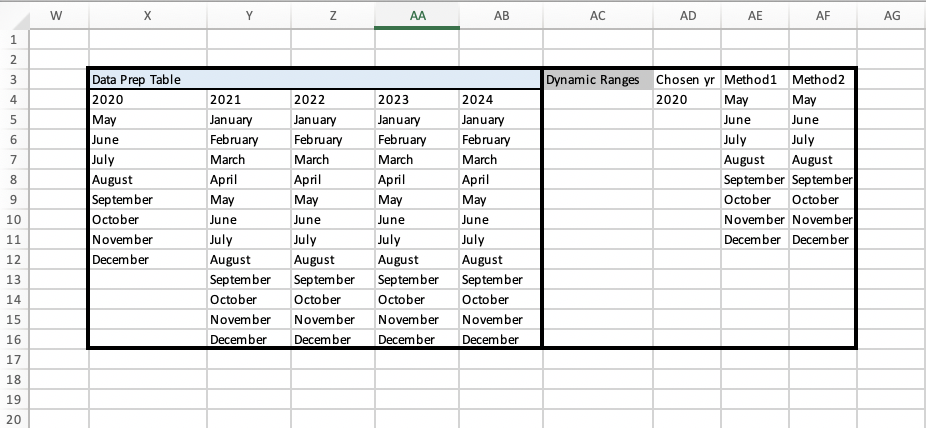 W X Y Z AA AB AC AD AE AF AG
1
2
3 Data Prep Table Dynamic Ranges Chosen yr Method1 Method2
4 2020 2021 2022 2023 2024 2020 May May
5 May January January January January June June
6 June February February February February July July
7 July March March March March August August
8 August April April April April September September
9 September May May May May October October
10 October June June June June November November
11 November July July July July December December
12 December August August August August
13 September September September September
14 October October October October
15 November November November November
16 December December December December
17
18
19
20